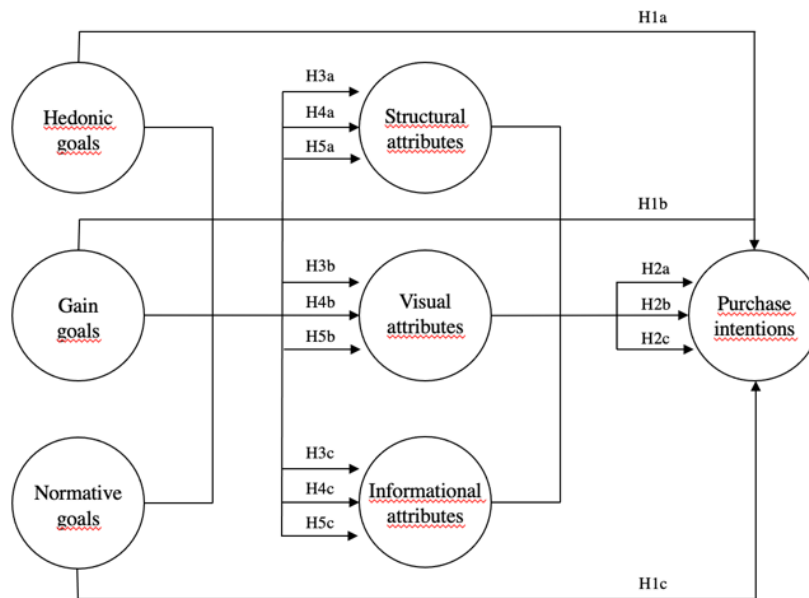 H1a
H3a
Hedonic
goals
H4a
Structural
attributes
H5a
H1b
H3b
H2a
Gain
goals
H4b
Visual
attributes
H2b
Purchase
intentions
H5b
H2c
H3c
Normative
goals
H4c
Informational
attributes
H5c
H1c